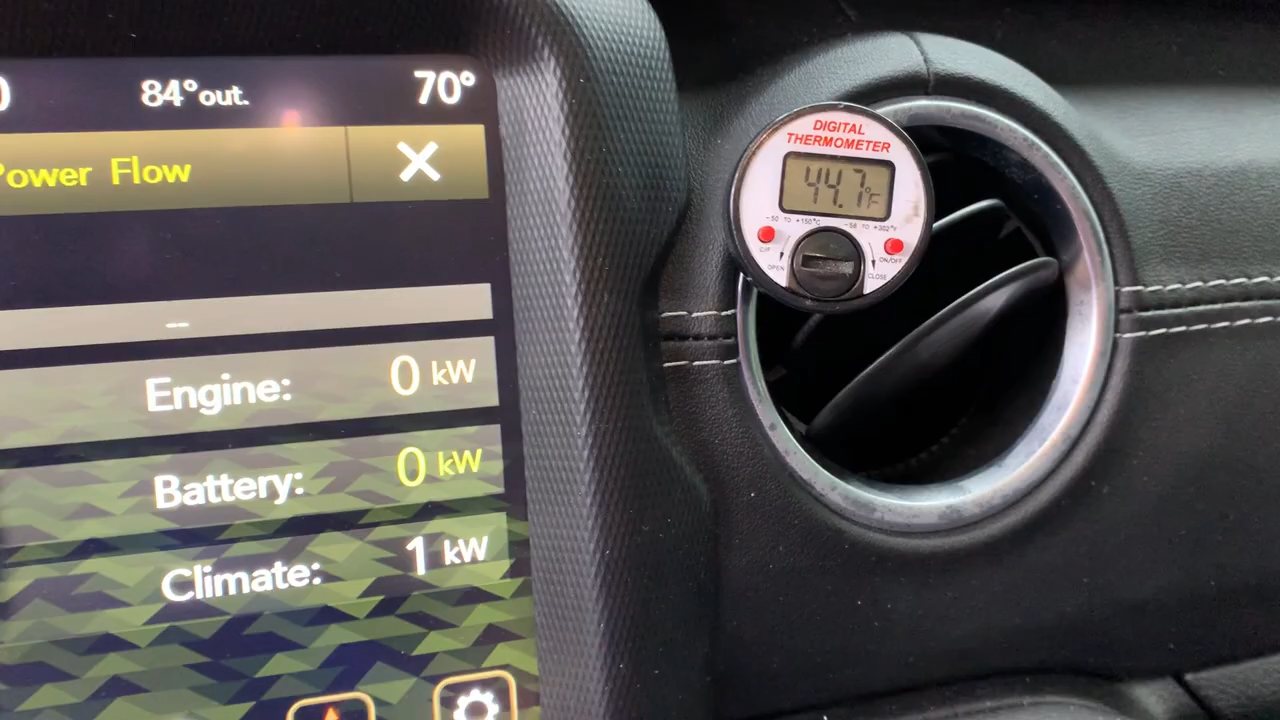 84°out. 70°
Power Flow
--
Engine: 0 kW
Battery: 0 kW
Climate: 1 kW
DIGITAL
THERMOMETER
44.7°F
-50 TO +150°C -58 TO +302°F
C/F ON/OFF
OPEN CLOSE